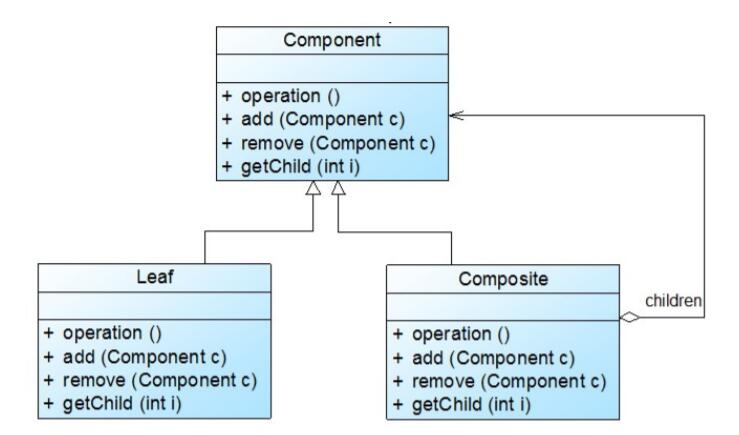 Component
+ operation ()
+ add (Component c)
+ remove (Component c)
+ getChild (int i)
Leaf
+ operation ()
+ add (Component c)
+ remove (Component c)
+ getChild (int i)
Composite
+ operation ()
+ add (Component c)
+ remove (Component c)
+ getChild (int i)
children